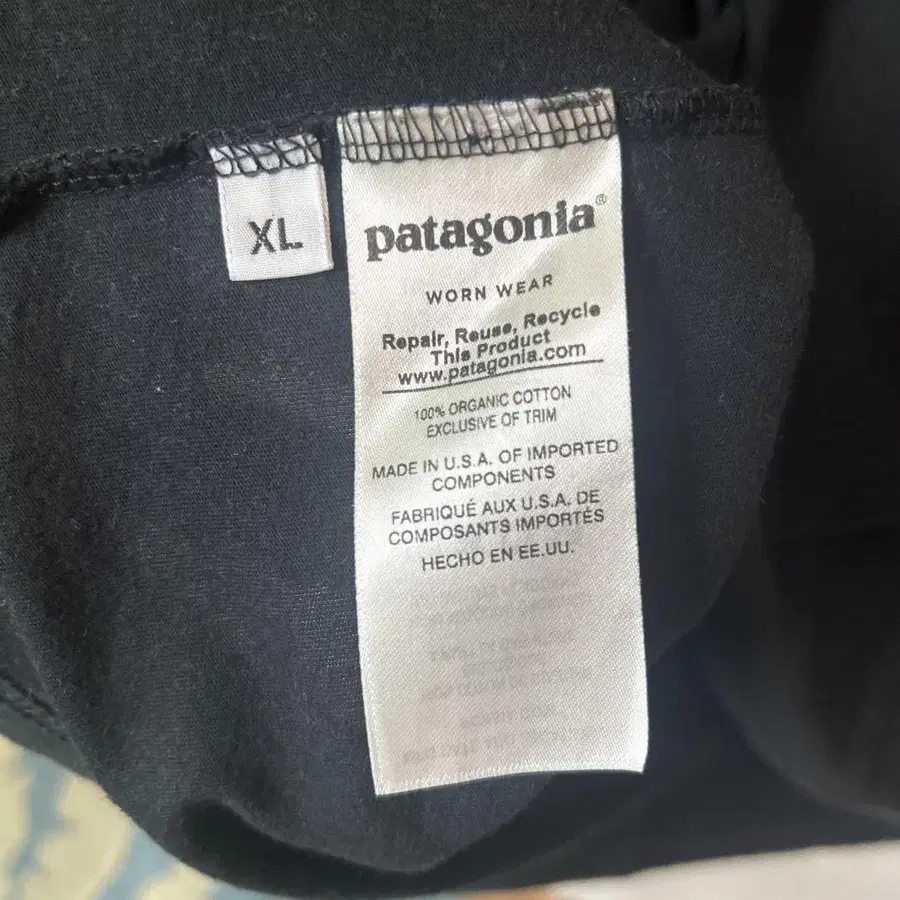 XL
patagonia®
WORN WEAR
Repair, Reuse, Recycle
This Product
www.patagonia.com
100% ORGANIC COTTON
EXCLUSIVE OF TRIM
MADE IN U.S.A. OF IMPORTED
COMPONENTS
FABRIQUÉ AUX U.S.A. DE
COMPOSANTS IMPORTÉS
HECHO EN EE.UU.